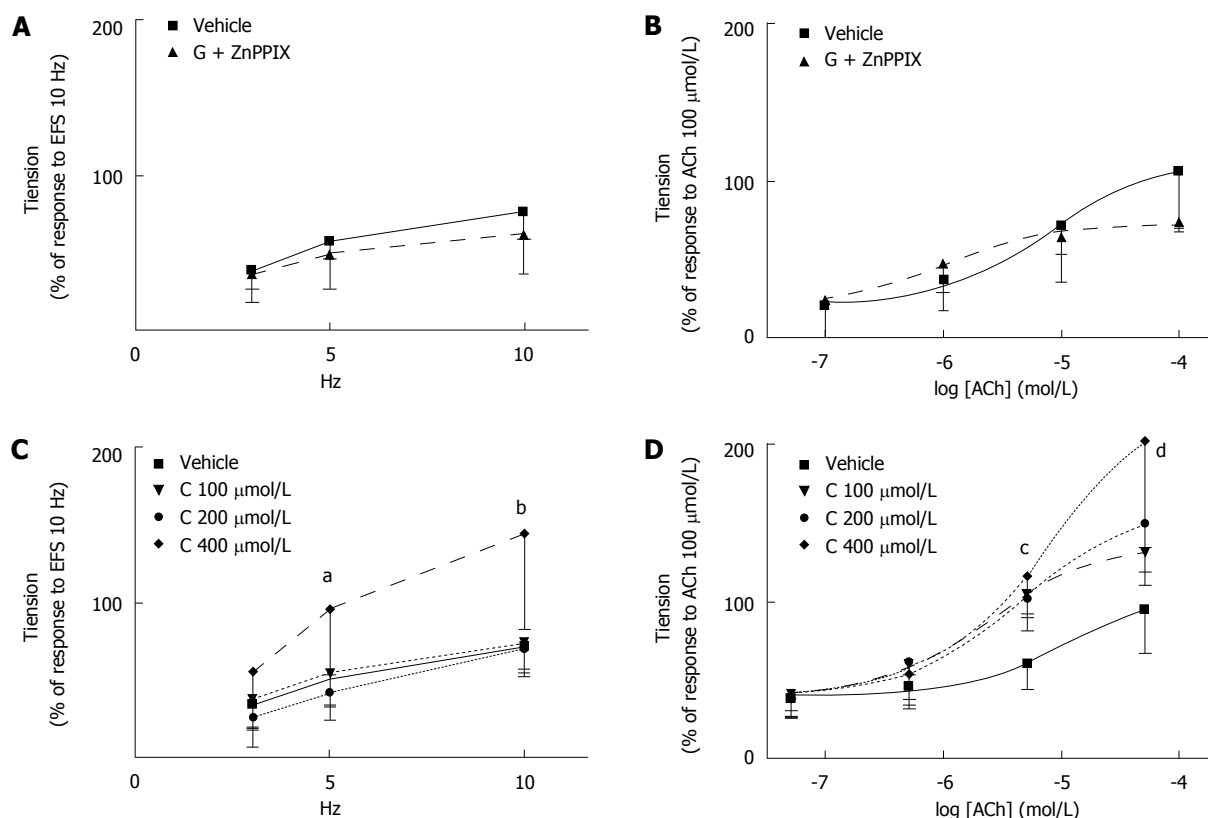 A
Vehicle
G + ZnPPIX
Tiension
(% of response to EFS 10 Hz)
200
100
0
5
10
Hz
B
Vehicle
G + ZnPPIX
Tiension
(% of response to ACh 100 μmol/L)
200
100
0
-7
-6
-5
-4
log [ACh] (mol/L)
C
Vehicle
C 100 μmol/L
C 200 μmol/L
C 400 μmol/L
Tiension
(% of response to EFS 10 Hz)
200
100
a
b
0
5
10
Hz
D
Vehicle
C 100 μmol/L
C 200 μmol/L
C 400 μmol/L
Tiension
(% of response to ACh 100 μmol/L)
200
100
0
c
d
-7
-6
-5
-4
log [ACh] (mol/L)